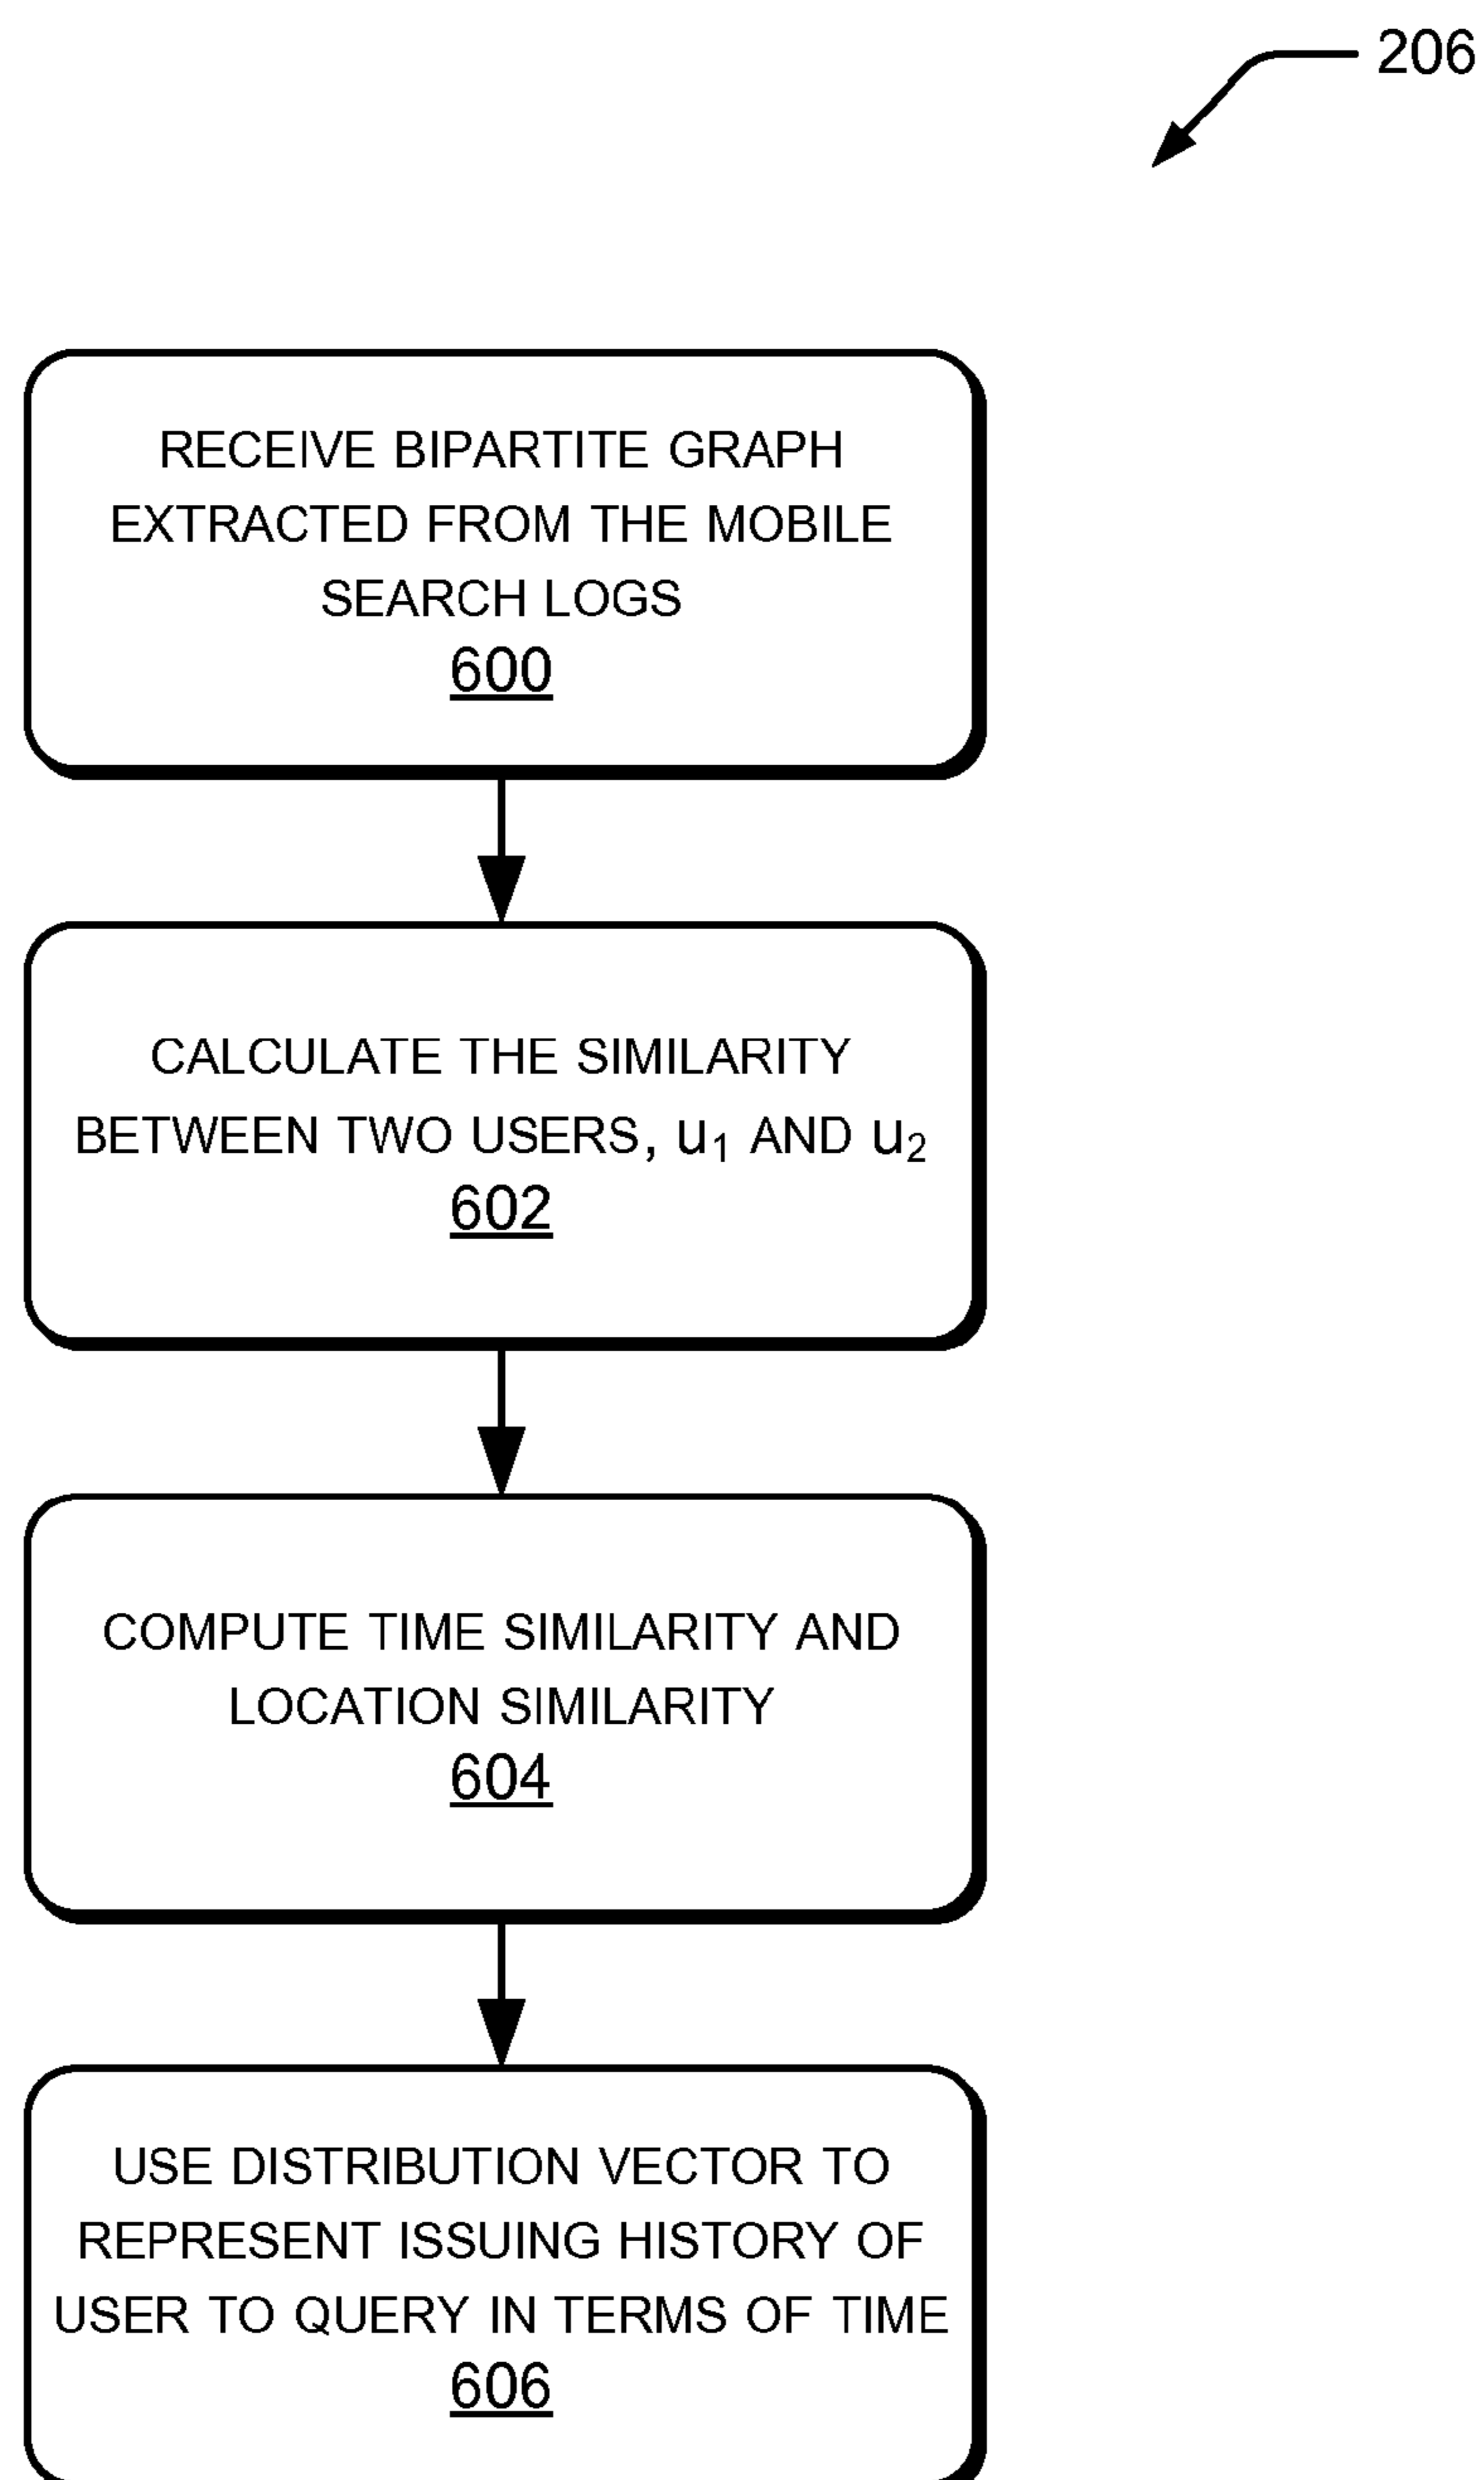 206
RECEIVE BIPARTITE GRAPH
EXTRACTED FROM THE MOBILE
SEARCH LOGS
600
CALCULATE THE SIMILARITY
BETWEEN TWO USERS, u₁ AND u₂
602
COMPUTE TIME SIMILARITY AND
LOCATION SIMILARITY
604
USE DISTRIBUTION VECTOR TO
REPRESENT ISSUING HISTORY OF
USER TO QUERY IN TERMS OF TIME
606